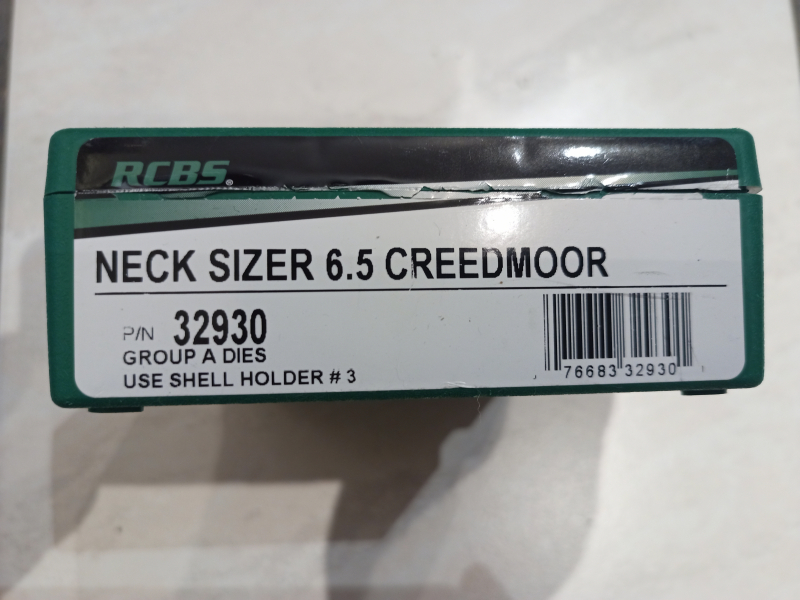 RCBS.
NECK SIZER 6.5 CREEDMOOR
P/N 32930
GROUP A DIES
USE SHELL HOLDER # 3
76683 32930